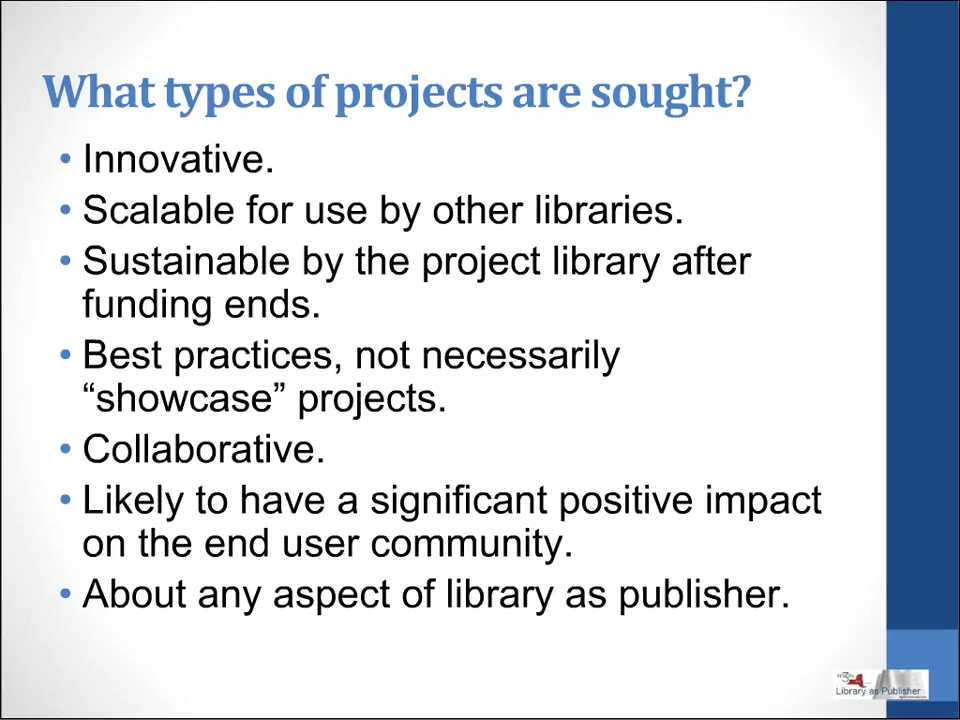 What types of projects are sought?
• Innovative.
• Scalable for use by other libraries.
• Sustainable by the project library after
funding ends.
• Best practices, not necessarily
“showcase” projects.
• Collaborative.
• Likely to have a significant positive impact
on the end user community.
• About any aspect of library as publisher.
Library as Publisher